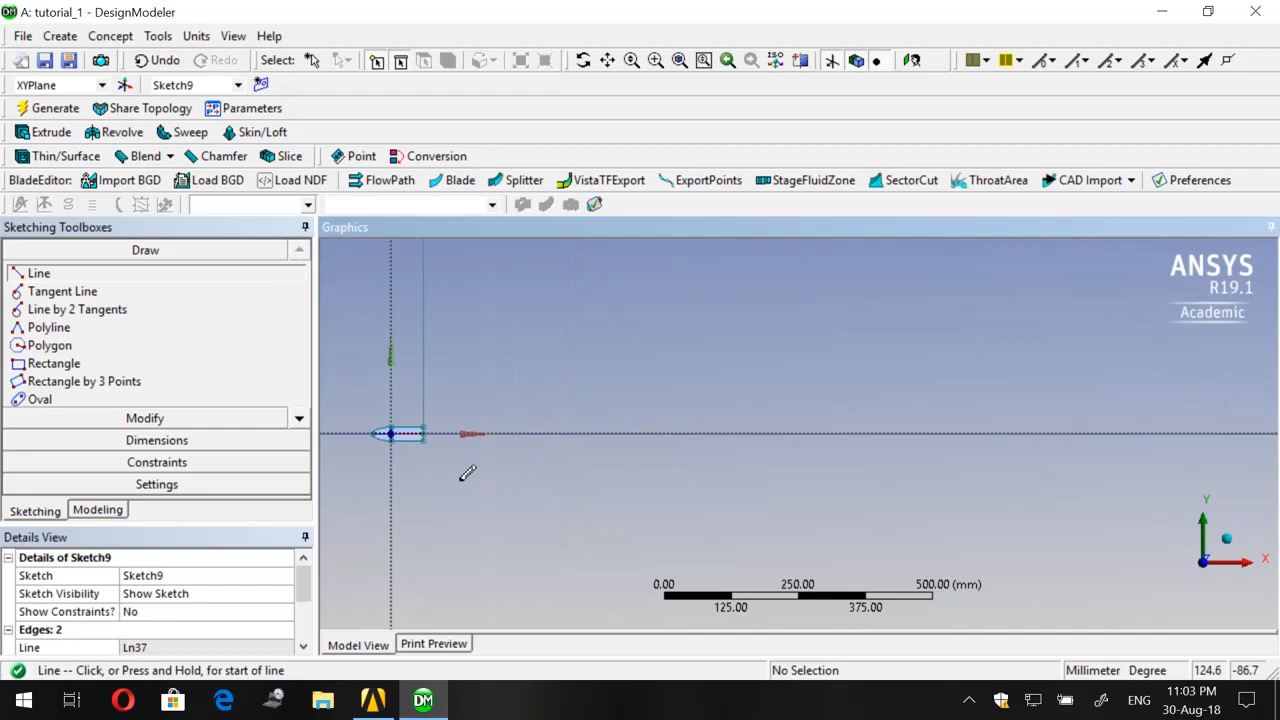 A: tutorial_1 - DesignModeler
File Create Concept Tools Units View Help
Undo Redo Select:
XYPlane Sketch9
Generate Share Topology Parameters
Extrude Revolve Sweep Skin/Loft
Thin/Surface Blend Chamfer Slice Point Conversion
BladeEditor: Import BGD Load BGD Load NDF FlowPath Blade Splitter VistaTFExport ExportPoints StageFluidZone SectorCut ThroatArea CAD Import Preferences
Sketching Toolboxes
Draw
Line
Tangent Line
Line by 2 Tangents
Polyline
Polygon
Rectangle
Rectangle by 3 Points
Oval
Modify
Dimensions
Constraints
Settings
Sketching Modeling
Details View
Details of Sketch9
Sketch Sketch9
Sketch Visibility Show Sketch
Show Constraints? No
Edges: 2
Line Ln37
Graphics
ANSYS
R19.1
Academic
Y
X
0.00 250.00 500.00 (mm)
125.00 375.00
Model View Print Preview
Line -- Click, or Press and Hold, for start of line No Selection Millimeter Degree 124.6 -86.7
DM
ENG
11:03 PM
30-Aug-18